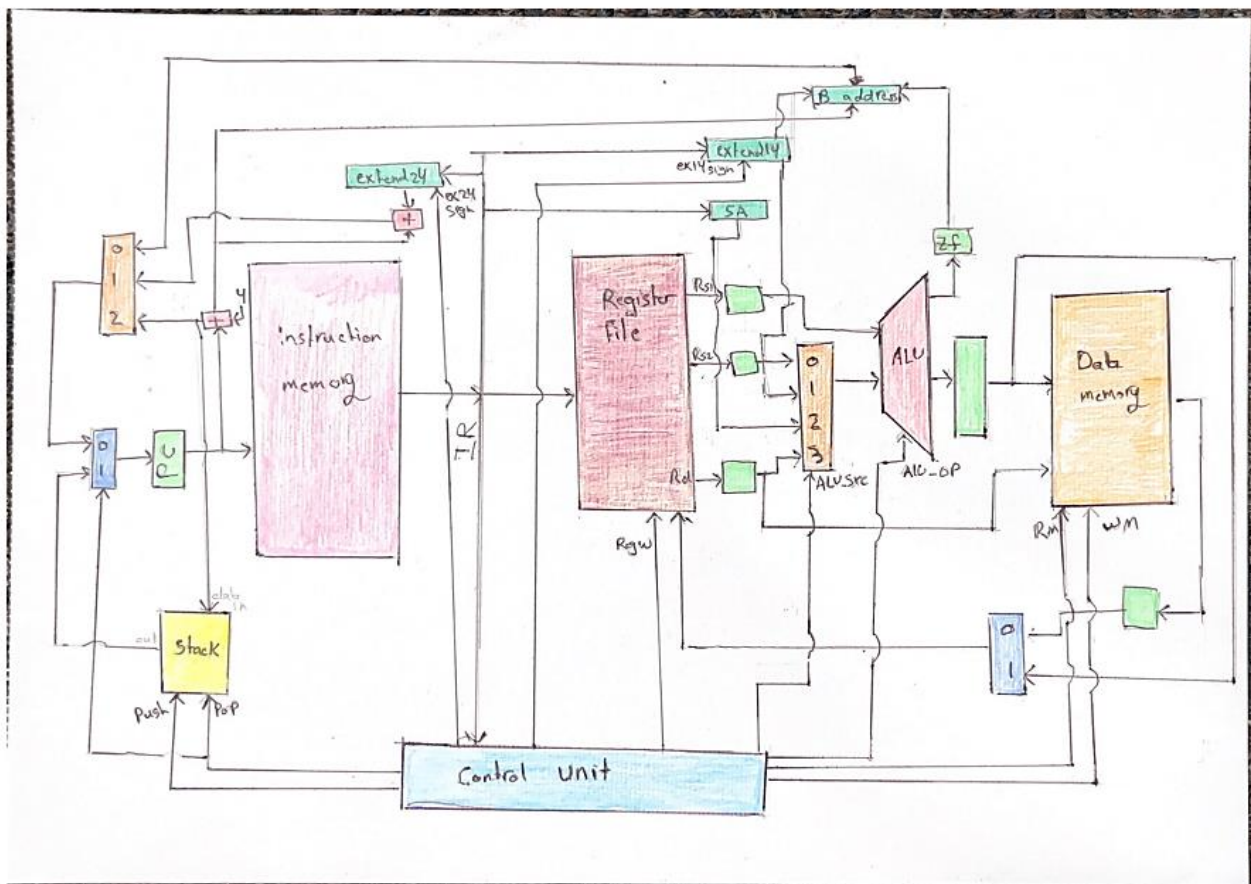 B address
extend14
ex14
sign
extend24
ex24
sign
SA
+
zf
0
1
2
4
+
instruction
memory
Register
file
Rs1
Rs2
Rd
0
1
2
3
ALU
Data
memory
IR
ALU_Src
ALU_OP
0
1
PC
Rgw
RM
WM
data
in
out
Stack
Push
PoP
0
1
Control unit